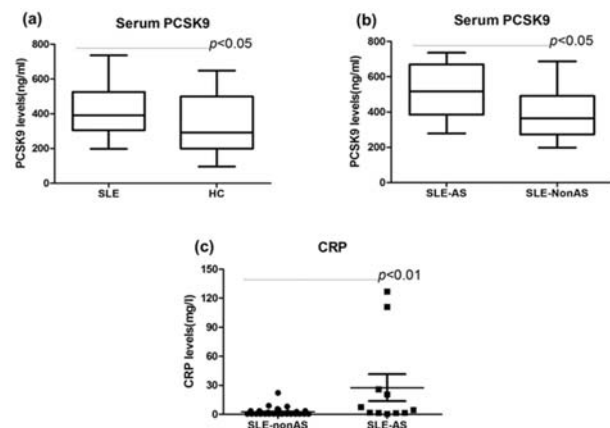 (a)
Serum PCSK9
p<0.05
PCSK9 levels(ng/ml)
800
600
400
200
0
SLE
HC
(b)
Serum PCSK9
p<0.05
PCSK9 levels(ng/ml)
800
600
400
200
0
SLE-AS
SLE-NonAS
(c)
CRP
p<0.01
CRP levels(mg/l)
150
120
90
60
30
0
SLE-nonAS
SLE-AS